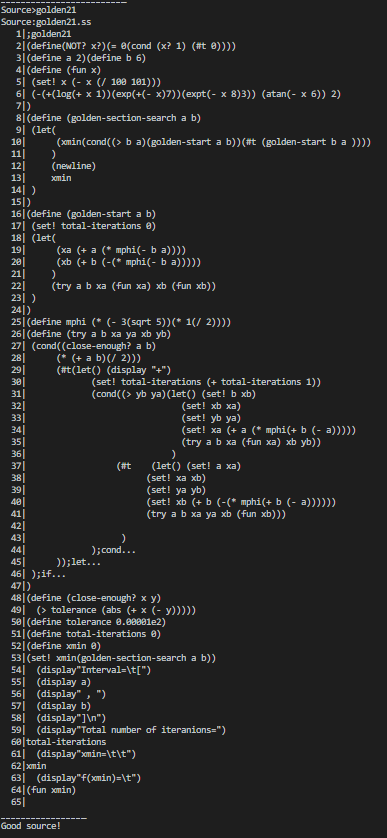 Source>golden21
Source:golden21.ss
1|;golden21
2|(define(NOT? x?)(= 0(cond (x? 1) (#t 0))))
3|(define a 2)(define b 6)
4|(define (fun x)
5| (set! x (- x (/ 100 101)))
6| (-(+(log(+ x 1))(exp(+(- x)7))(expt(- x 8)3)) (atan(- x 6)) 2)
7|)
8|(define (golden-section-search a b)
9| (let(
10|     (xmin(cond((> b a)(golden-start a b))(#t (golden-start b a ))))
11|    )
12|    (newline)
13|    xmin
14| )
15|)
16|(define (golden-start a b)
17| (set! total-iterations 0)
18| (let(
19|     (xa (+ a (* mphi(- b a))))
20|     (xb (+ b (-(* mphi(- b a)))))
21|    )
22|    (try a b xa (fun xa) xb (fun xb))
23| )
24|)
25|(define mphi (* (- 3(sqrt 5))(* 1(/ 2))))
26|(define (try a b xa ya xb yb)
27| (cond((close-enough? a b)
28|     (* (+ a b)(/ 2)))
29|     (#t(let() (display "+")
30|           (set! total-iterations (+ total-iterations 1))
31|           (cond((> yb ya)(let() (set! b xb)
32|                          (set! xb xa)
33|                          (set! yb ya)
34|                          (set! xa (+ a (* mphi(+ b (- a)))))
35|                          (try a b xa (fun xa) xb yb))
36|                        )
37|               (#t    (let() (set! a xa)
38|                    (set! xa xb)
39|                    (set! ya yb)
40|                    (set! xb (+ b (-(* mphi(+ b (- a))))))
41|                    (try a b xa ya xb (fun xb)))
42|
43|                )
44|           );cond...
45|     ));let...
46| );if...
47|)
48|(define (close-enough? x y)
49|  (> tolerance (abs (+ x (- y)))))
50|(define tolerance 0.00001e2)
51|(define total-iterations 0)
52|(define xmin 0)
53|(set! xmin(golden-section-search a b))
54|  (display"Interval=\t[")
55|  (display a)
56|  (display" , ")
57|  (display b)
58|  (display"]\n")
59|  (display"Total number of iteranions=")
60|total-iterations
61|  (display"xmin=\t\t")
62|xmin
63|  (display"f(xmin)=\t")
64|(fun xmin)
65|
Good source!